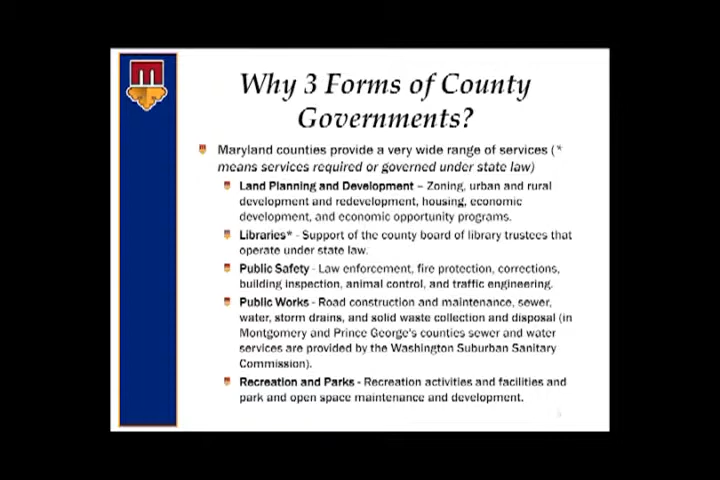 Why 3 Forms of County
Governments?
Maryland counties provide a very wide range of services (*
means services required or governed under state law)
Land Planning and Development – Zoning, urban and rural
development and redevelopment, housing, economic
development, and economic opportunity programs.
Libraries* - Support of the county board of library trustees that
operate under state law.
Public Safety - Law enforcement, fire protection, corrections,
building inspection, animal control, and traffic engineering.
Public Works - Road construction and maintenance, sewer,
water, storm drains, and solid waste collection and disposal (in
Montgomery and Prince George's counties sewer and water
services are provided by the Washington Suburban Sanitary
Commission).
Recreation and Parks - Recreation activities and facilities and
park and open space maintenance and development.